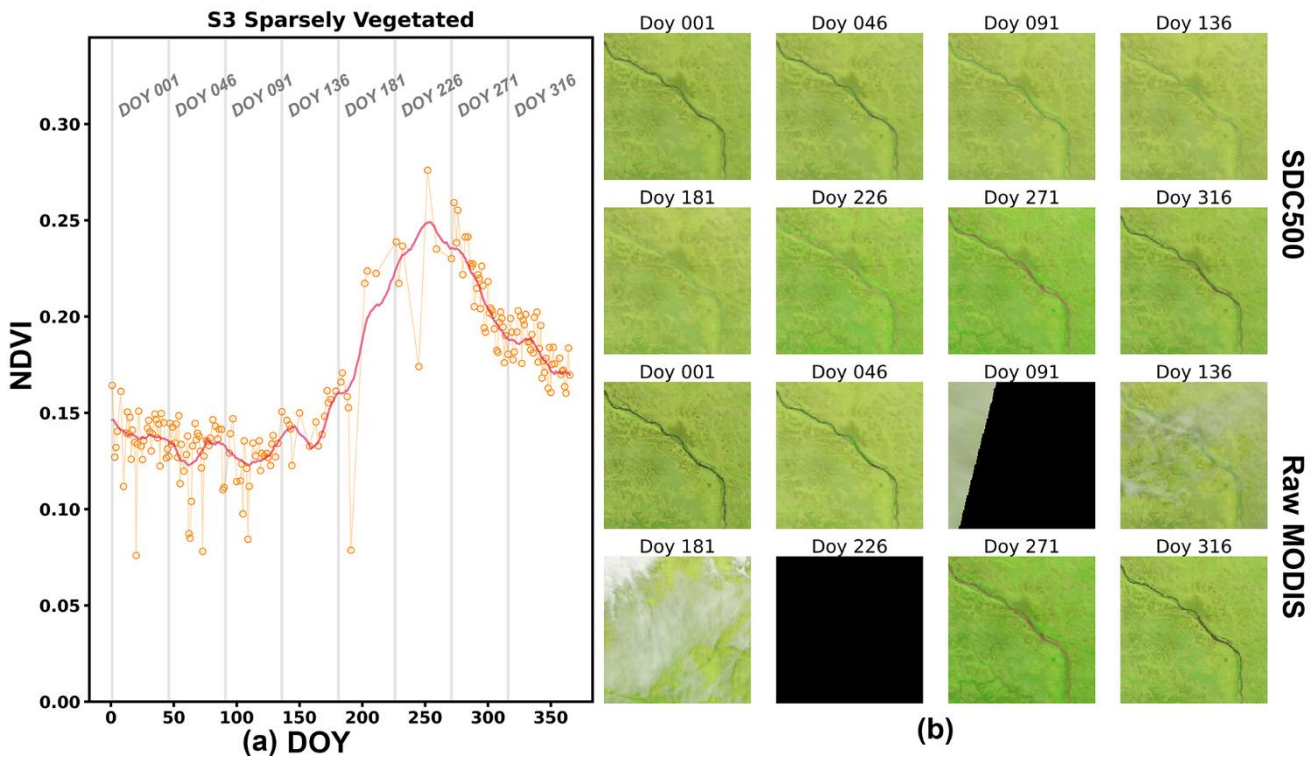 S3 Sparsely Vegetated
DOY 001
DOY 046
DOY 091
DOY 136
DOY 181
DOY 226
DOY 271
DOY 316
0.30
0.25
0.20
0.15
0.10
0.05
0.00
NDVI
0 50 100 150 200 250 300 350
(a) DOY
Doy 001 Doy 046 Doy 091 Doy 136
Doy 181 Doy 226 Doy 271 Doy 316
SDC500
Doy 001 Doy 046 Doy 091 Doy 136
Doy 181 Doy 226 Doy 271 Doy 316
Raw MODIS
(b)